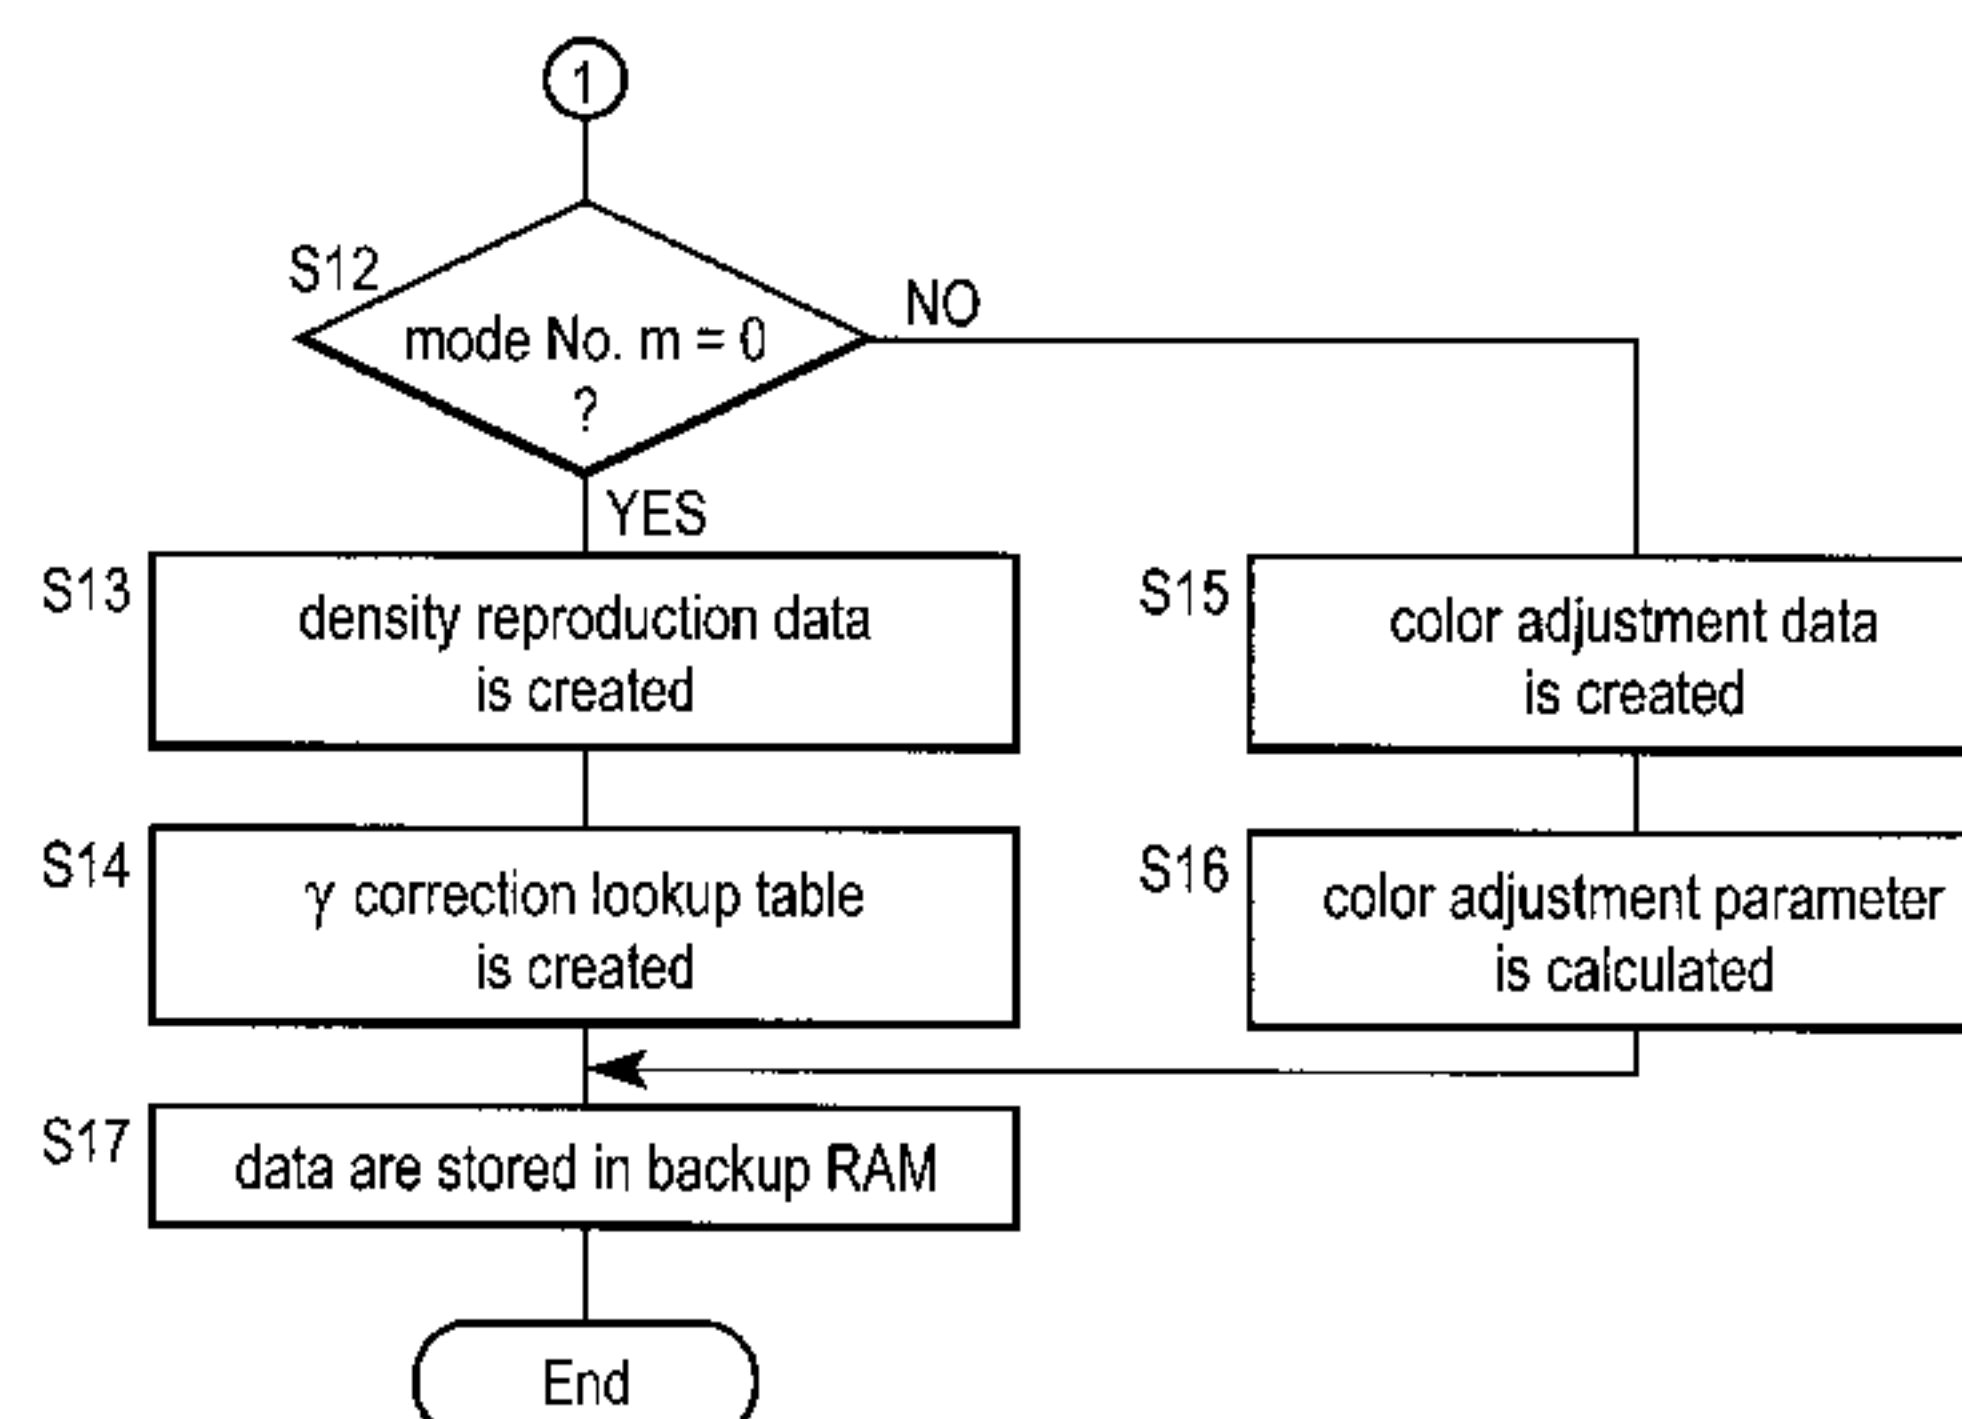 1
S12
mode No. m = 0
?
NO
YES
S13
density reproduction data
is created
S15
color adjustment data
is created
S14
γ correction lookup table
is created
S16
color adjustment parameter
is calculated
S17
data are stored in backup RAM
End